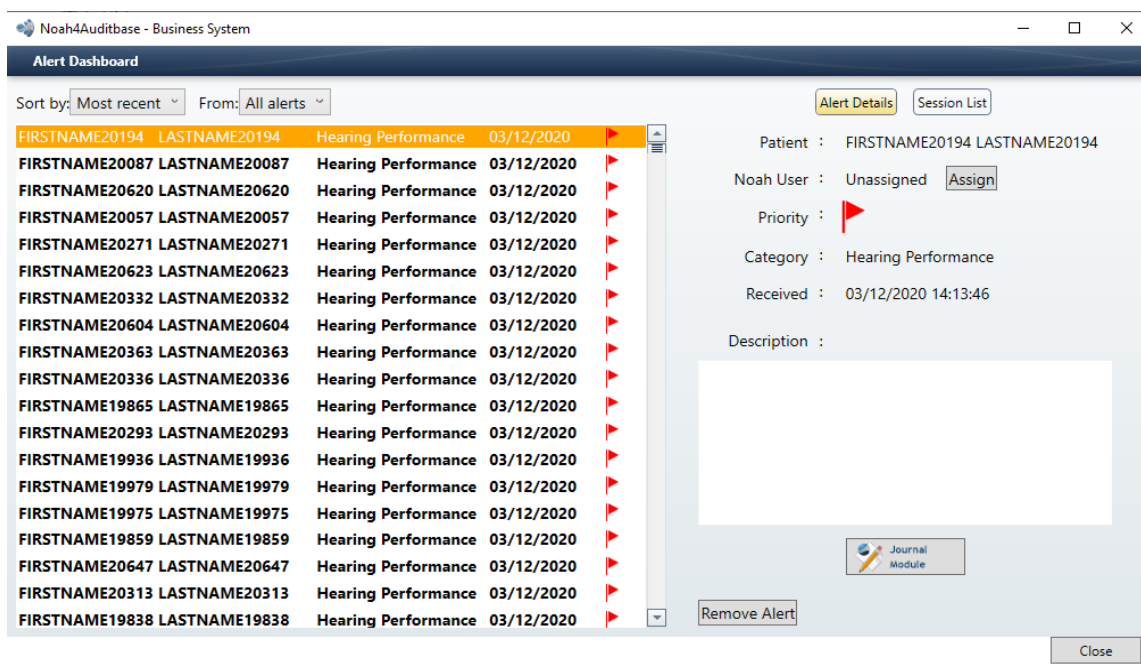 Noah4Auditbase - Business System
Alert Dashboard
Sort by: Most recent From: All alerts
Alert Details Session List
FIRSTNAME20194 LASTNAME20194 Hearing Performance 03/12/2020
FIRSTNAME20087 LASTNAME20087 Hearing Performance 03/12/2020
FIRSTNAME20620 LASTNAME20620 Hearing Performance 03/12/2020
FIRSTNAME20057 LASTNAME20057 Hearing Performance 03/12/2020
FIRSTNAME20271 LASTNAME20271 Hearing Performance 03/12/2020
FIRSTNAME20623 LASTNAME20623 Hearing Performance 03/12/2020
FIRSTNAME20332 LASTNAME20332 Hearing Performance 03/12/2020
FIRSTNAME20604 LASTNAME20604 Hearing Performance 03/12/2020
FIRSTNAME20363 LASTNAME20363 Hearing Performance 03/12/2020
FIRSTNAME20336 LASTNAME20336 Hearing Performance 03/12/2020
FIRSTNAME19865 LASTNAME19865 Hearing Performance 03/12/2020
FIRSTNAME20293 LASTNAME20293 Hearing Performance 03/12/2020
FIRSTNAME19936 LASTNAME19936 Hearing Performance 03/12/2020
FIRSTNAME19979 LASTNAME19979 Hearing Performance 03/12/2020
FIRSTNAME19975 LASTNAME19975 Hearing Performance 03/12/2020
FIRSTNAME19859 LASTNAME19859 Hearing Performance 03/12/2020
FIRSTNAME20647 LASTNAME20647 Hearing Performance 03/12/2020
FIRSTNAME20313 LASTNAME20313 Hearing Performance 03/12/2020
FIRSTNAME19838 LASTNAME19838 Hearing Performance 03/12/2020
Patient : FIRSTNAME20194 LASTNAME20194
Noah User : Unassigned Assign
Priority :
Category : Hearing Performance
Received : 03/12/2020 14:13:46
Description :
Journal
Module
Remove Alert
Close